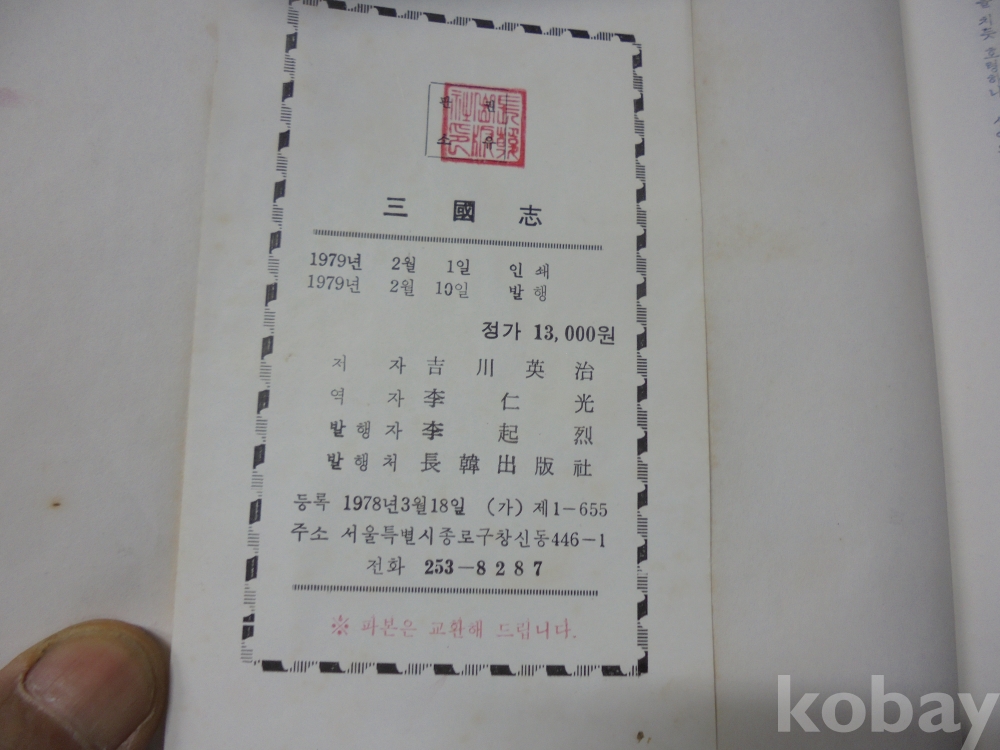 판 권
소 유
三國志
1979년 2월 1일 인쇄
1979년 2월 10일 발행
정가 13,000원
저 자 吉川英治
역 자 李仁光
발행자 李起烈
발행처 長韓出版社
등록 1978년3월18일 (가) 제1-655
주소 서울특별시종로구창신동446-1
전화 253-8287
※ 파본은 교환해 드립니다.
kobay